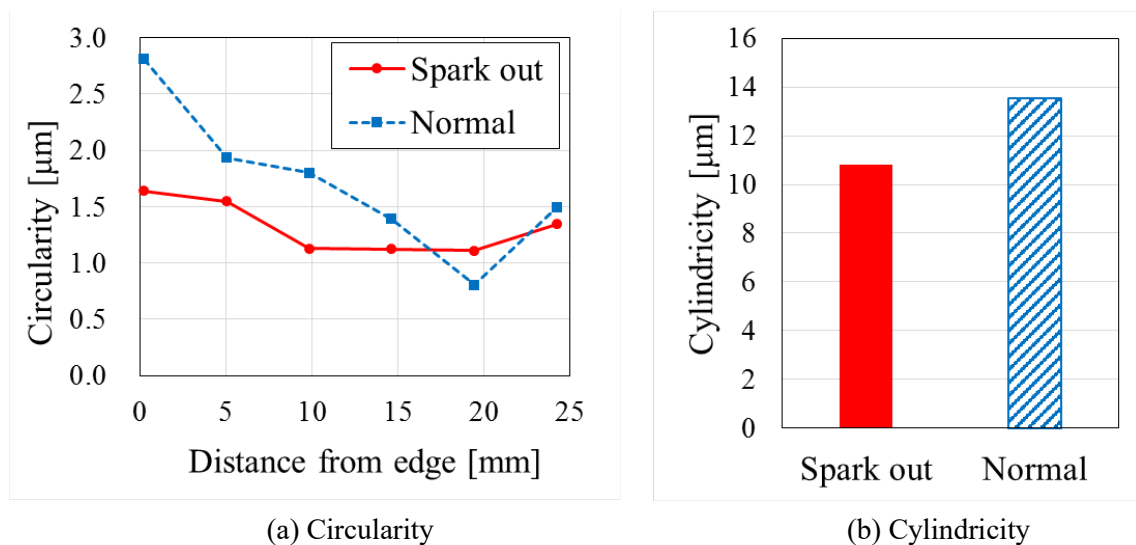 Circularity [μm]
3.0
2.5
2.0
1.5
1.0
0.5
0.0
Spark out
Normal
0 5 10 15 20 25
Distance from edge [mm]
(a) Circularity
Cylindricity [μm]
16
14
12
10
8
6
4
2
0
Spark out Normal
(b) Cylindricity